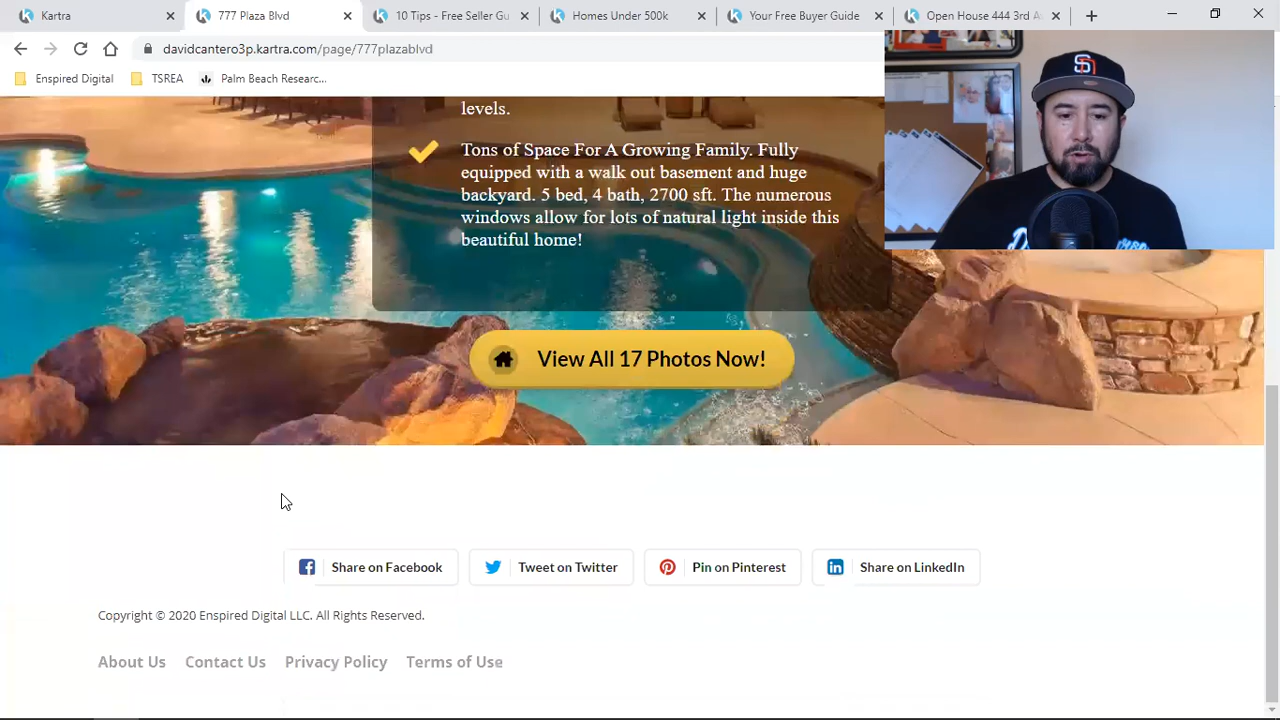 Kartra
777 Plaza Blvd
10 Tips - Free Seller Gu
Homes Under 500k
Your Free Buyer Guide
Open House 444 3rd A
davidcantero3p.kartra.com/page/777plazablvd
Enspired Digital
TSREA
Palm Beach Researc...
levels.
Tons of Space For A Growing Family. Fully
equipped with a walk out basement and huge
backyard. 5 bed, 4 bath, 2700 sft. The numerous
windows allow for lots of natural light inside this
beautiful home!
View All 17 Photos Now!
Share on Facebook
Tweet on Twitter
Pin on Pinterest
Share on LinkedIn
Copyright © 2020 Enspired Digital LLC. All Rights Reserved.
About Us Contact Us Privacy Policy Terms of Use